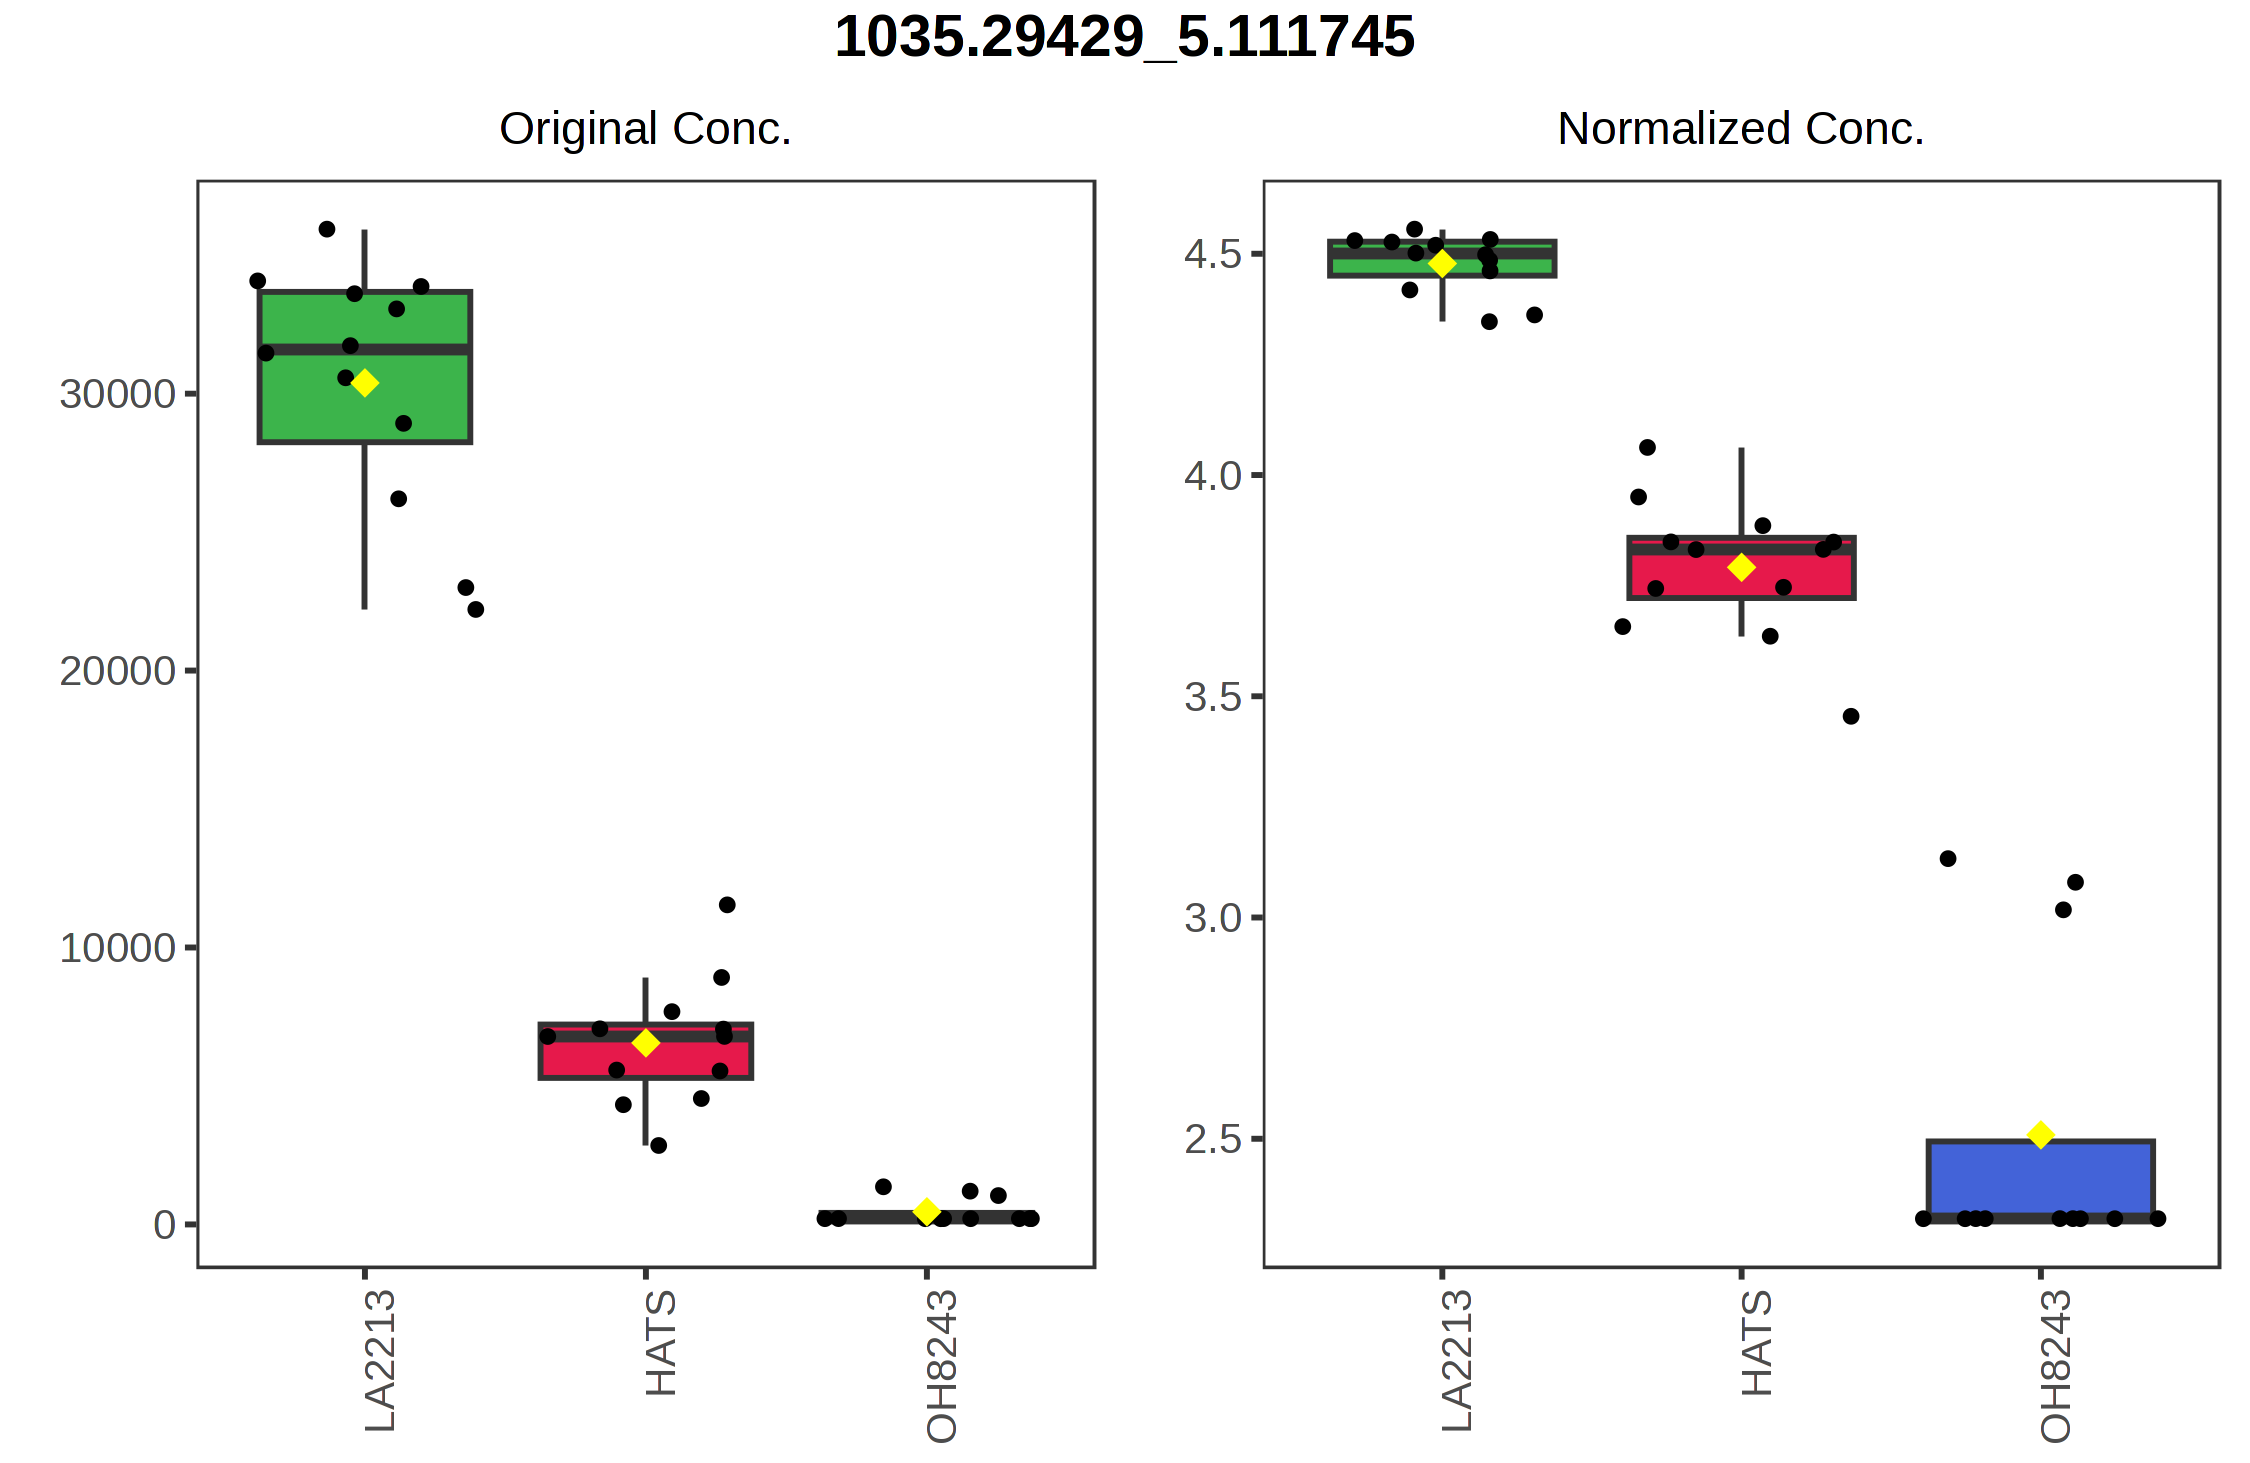 1035.29429_5.111745
Original Conc.
Normalized Conc.
30000
20000
10000
0
4.5
4.0
3.5
3.0
2.5
LA2213
HATS
OH8243
LA2213
HATS
OH8243